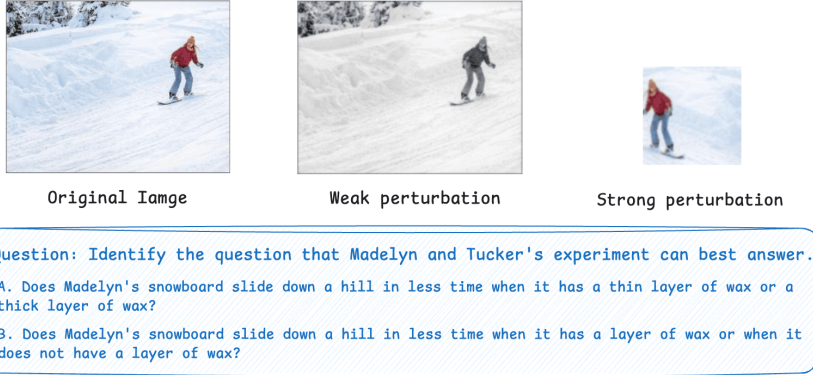 Original Iamge
Weak perturbation
Strong perturbation
uestion: Identify the question that Madelyn and Tucker's experiment can best answer.
A. Does Madelyn's snowboard slide down a hill in less time when it has a thin layer of wax or a
thick layer of wax?
B. Does Madelyn's snowboard slide down a hill in less time when it has a layer of wax or when it
does not have a layer of wax?